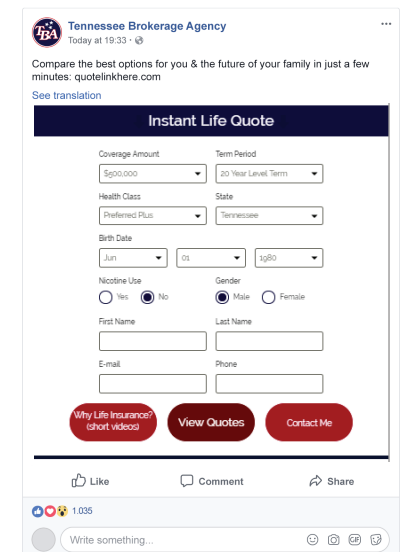 TBA
Tennessee Brokerage Agency
Today at 19:33 ·
Compare the best options for you & the future of your family in just a few
minutes: quotelinkhere.com
See translation
Instant Life Quote
Coverage Amount Term Period
$500,000 20 Year Level Term
Health Class State
Preferred Plus Tennessee
Birth Date
Jun 01 1980
Nicotine Use Gender
Yes No Male Female
First Name Last Name
E-mail Phone
Why Life Insurance?
(short videos)
View Quotes
Contact Me
Like Comment Share
1.035
Write something...
GIF